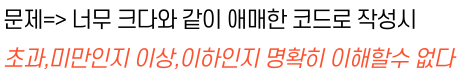 문제=> 너무 크다와 같이 애매한 코드로 작성시
초과,미만인지 이상,이하인지 명확히 이해할수 없다